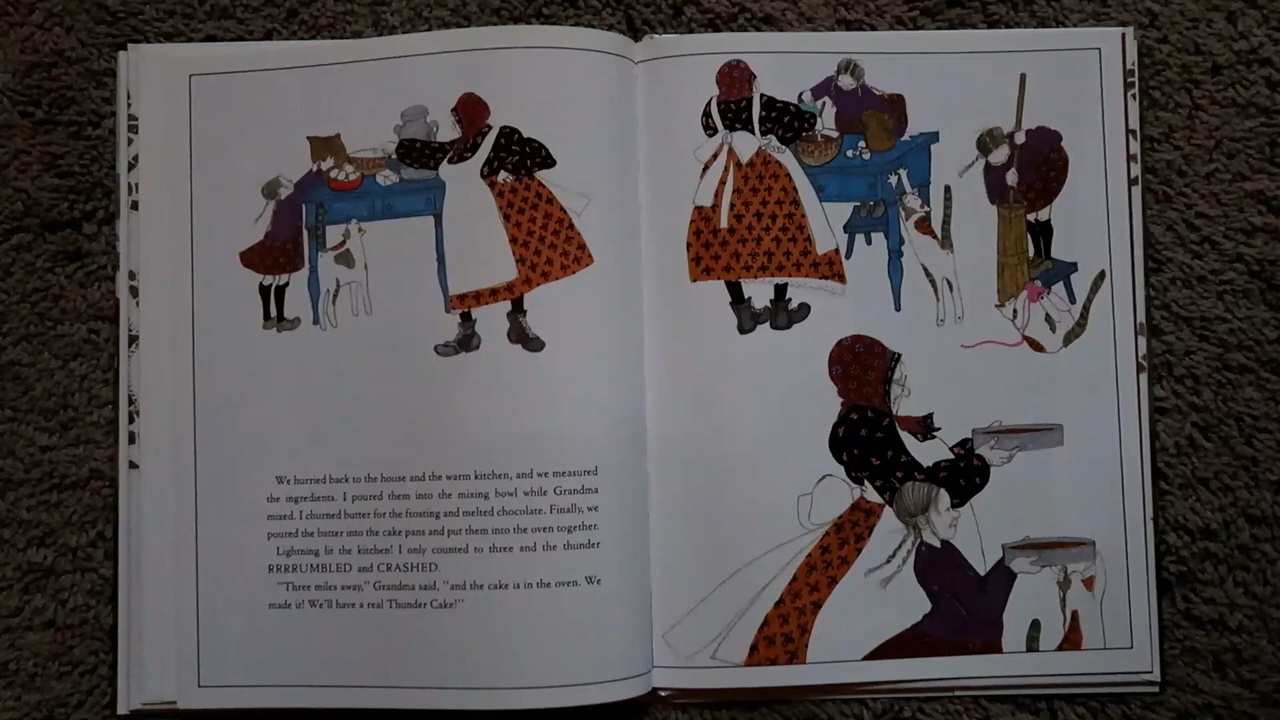 We hurried back to the house and the warm kitchen, and we measured
the ingredients. I poured them into the mixing bowl while Grandma
mixed. I churned butter for the frosting and melted chocolate. Finally, we
poured the batter into the cake pans and put them into the oven together.
Lightning lit the kitchen! I only counted to three and the thunder
RRRRUMBLED and CRASHED.
"Three miles away," Grandma said, "and the cake is in the oven. We
made it! We'll have a real Thunder Cake!"